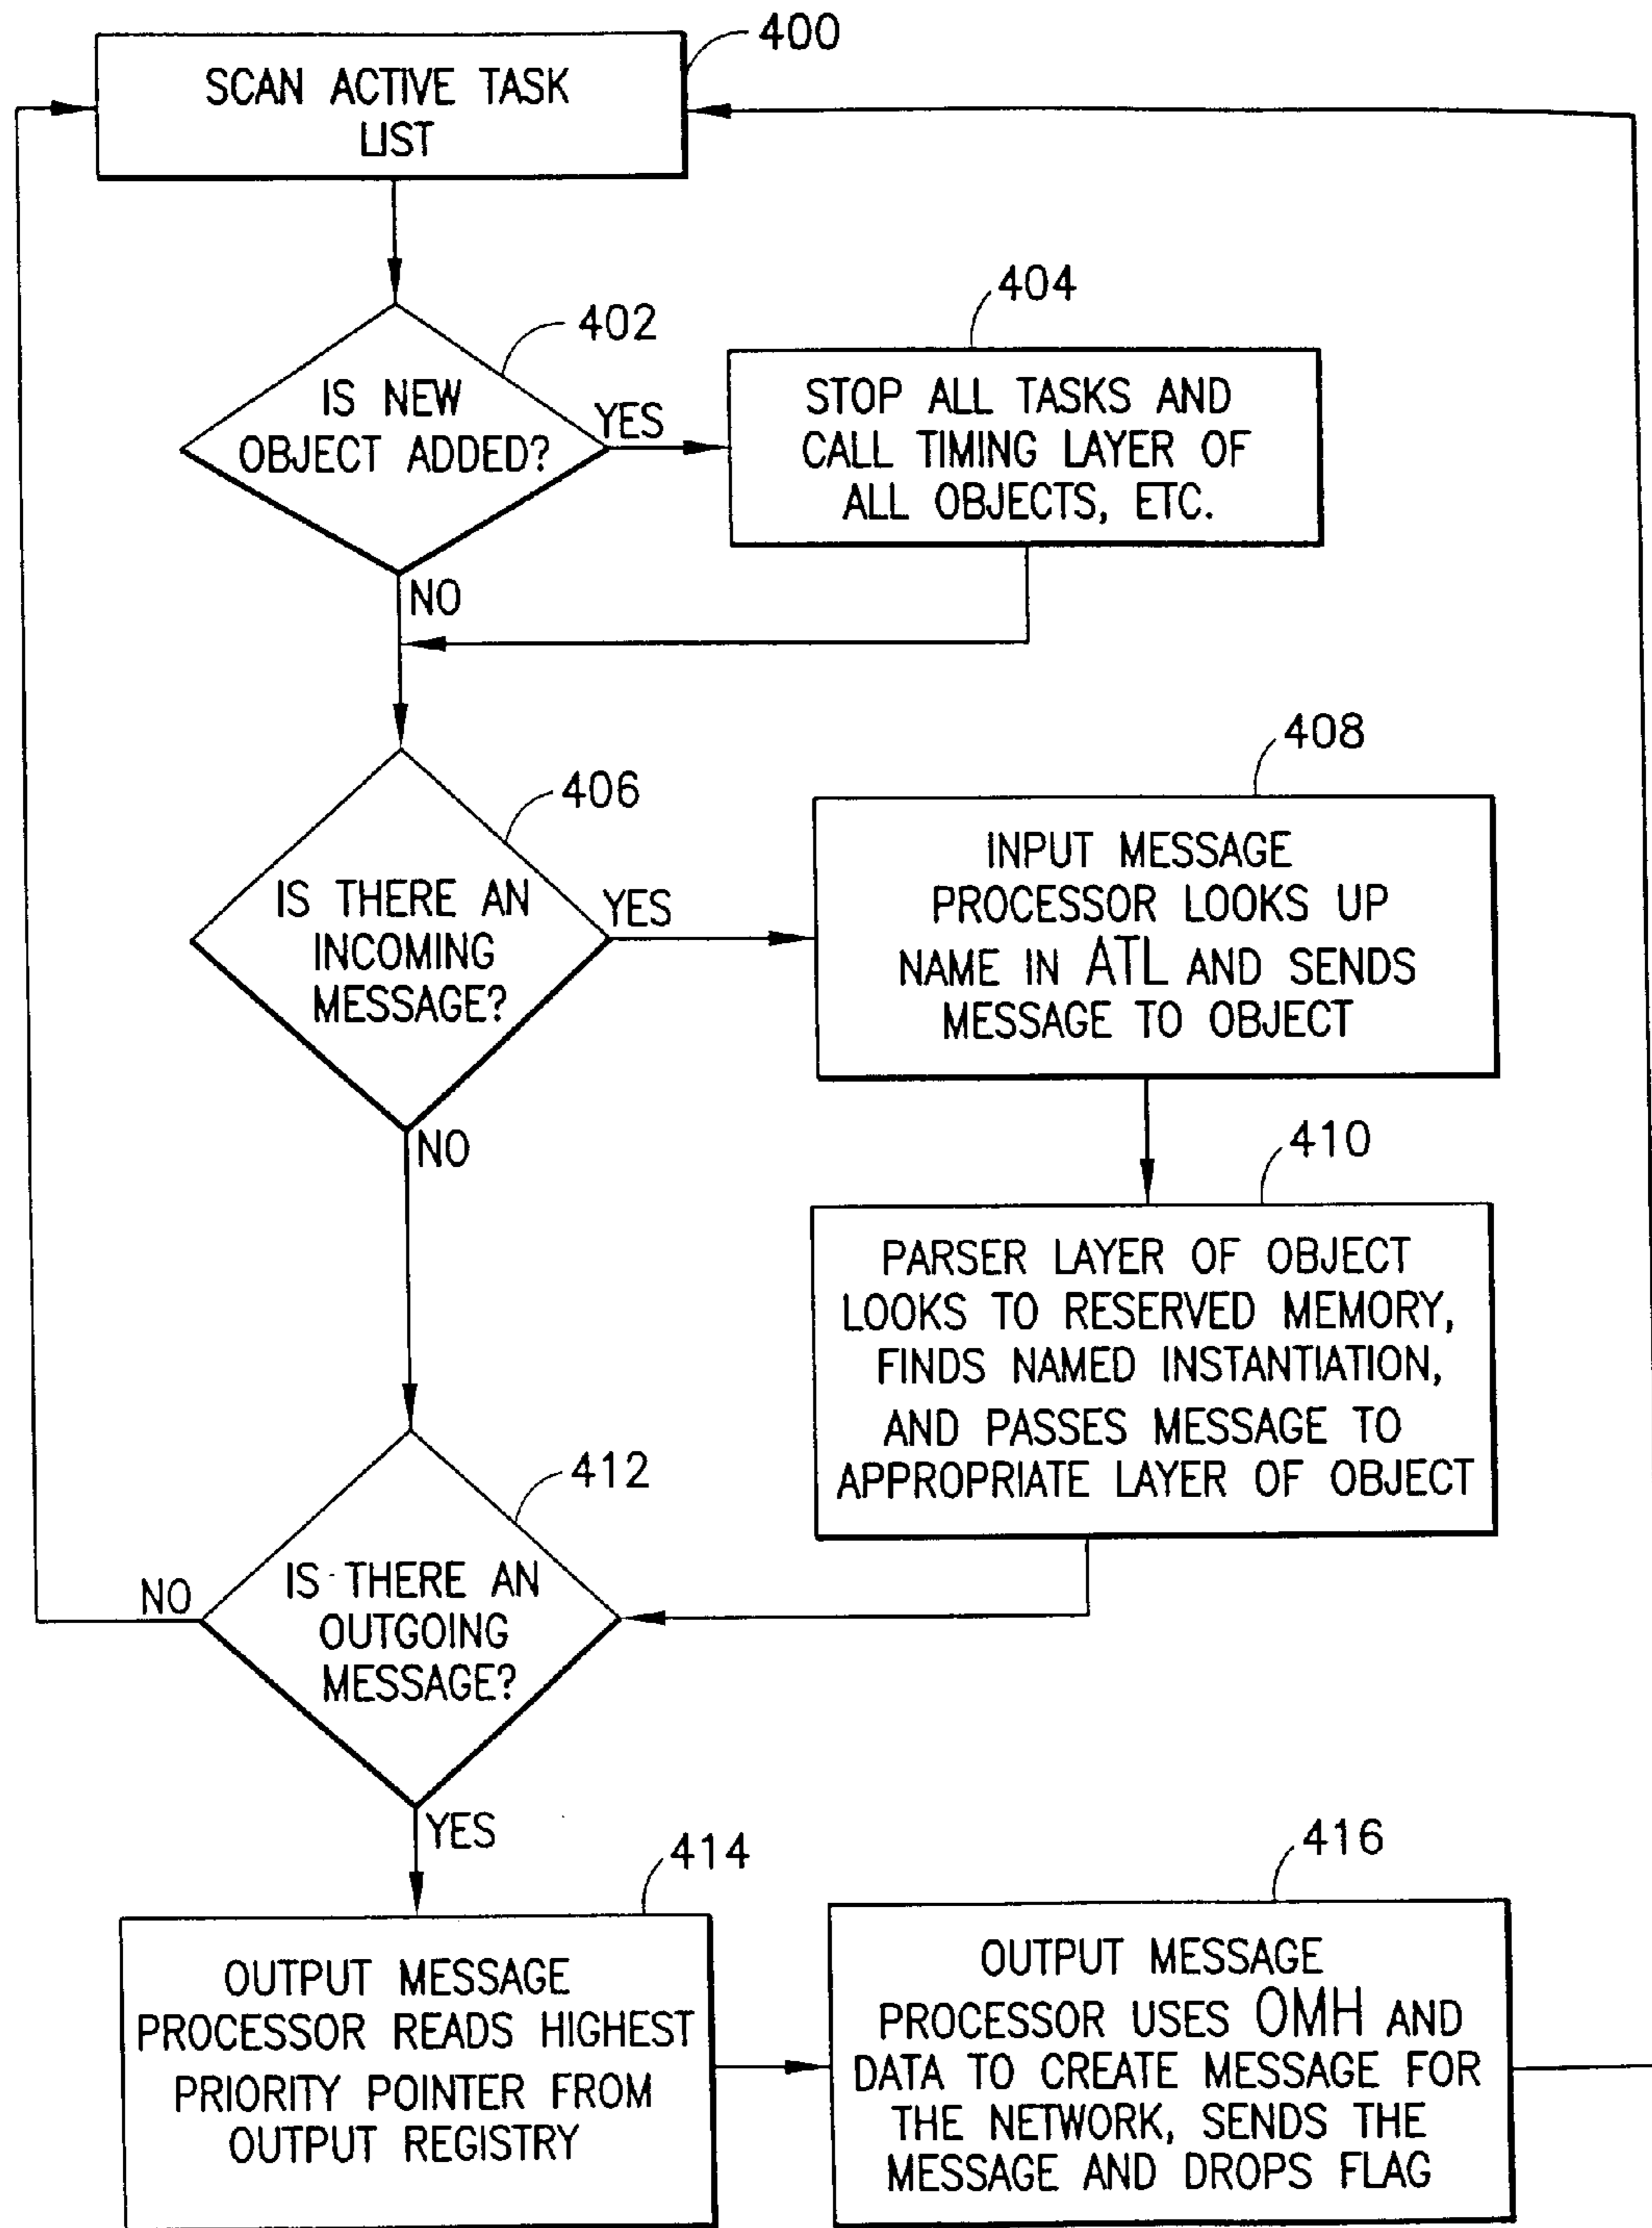 400
SCAN ACTIVE TASK
LIST
402
IS NEW
OBJECT ADDED?
YES
NO
404
STOP ALL TASKS AND
CALL TIMING LAYER OF
ALL OBJECTS, ETC.
406
IS THERE AN
INCOMING
MESSAGE?
YES
NO
408
INPUT MESSAGE
PROCESSOR LOOKS UP
NAME IN ATL AND SENDS
MESSAGE TO OBJECT
410
PARSER LAYER OF OBJECT
LOOKS TO RESERVED MEMORY,
FINDS NAMED INSTANTIATION,
AND PASSES MESSAGE TO
APPROPRIATE LAYER OF OBJECT
412
IS THERE AN
OUTGOING
MESSAGE?
NO
YES
414
OUTPUT MESSAGE
PROCESSOR READS HIGHEST
PRIORITY POINTER FROM
OUTPUT REGISTRY
416
OUTPUT MESSAGE
PROCESSOR USES OMH AND
DATA TO CREATE MESSAGE FOR
THE NETWORK, SENDS THE
MESSAGE AND DROPS FLAG